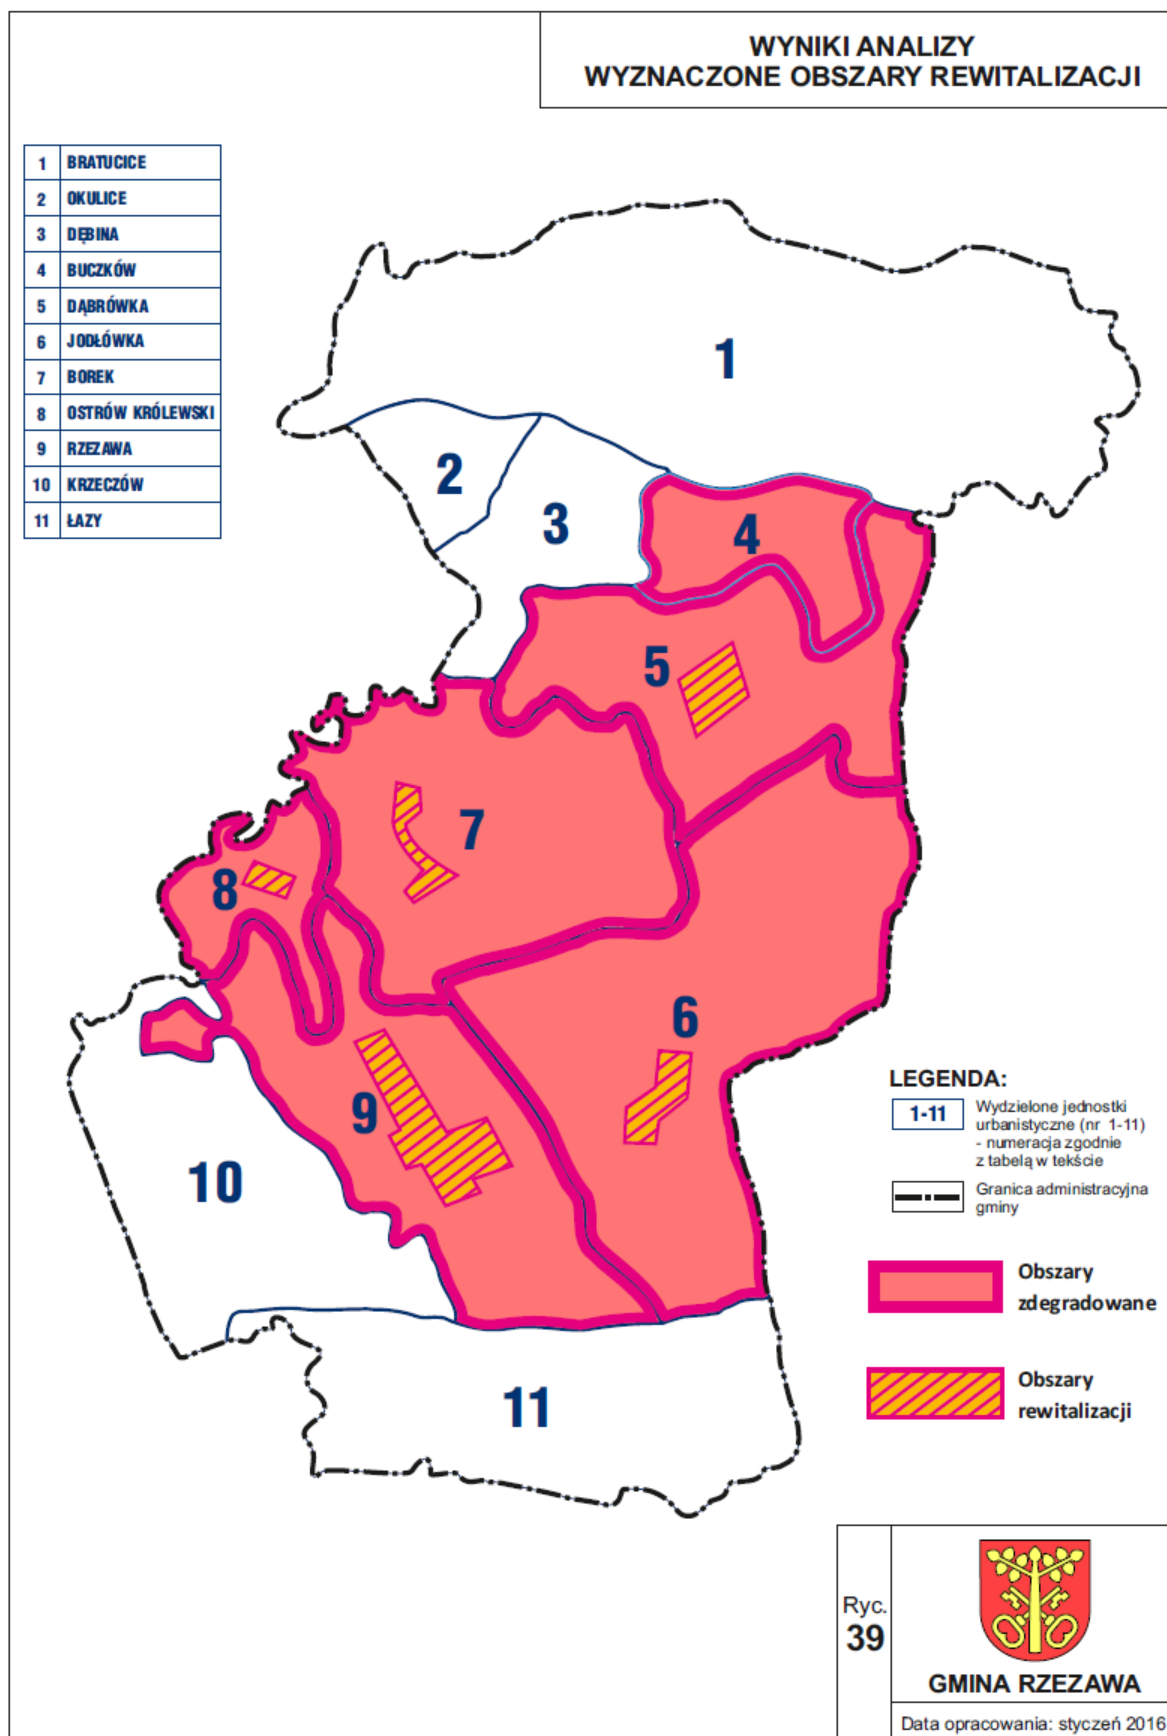 WYNIKI ANALIZY
WYZNACZONE OBSZARY REWITALIZACJI
1 BRATUCICE
2 OKULICE
3 DĘBINA
4 BUCZKÓW
5 DĄBRÓWKA
6 JODŁÓWKA
7 BOREK
8 OSTRÓW KRÓLEWSKI
9 RZEZAWA
10 KRZECZÓW
11 ŁAZY
1
2
3
4
5
7
8
6
9
10
11
LEGENDA:
1-11
Wydzielone jednostki
urbanistyczne (nr 1-11)
- numeracja zgodnie
z tabelą w tekście
Granica administracyjna
gminy
Obszary
zdegradowane
Obszary
rewitalizacji
Ryc.
39
GMINA RZEZAWA
Data opracowania: styczeń 2016